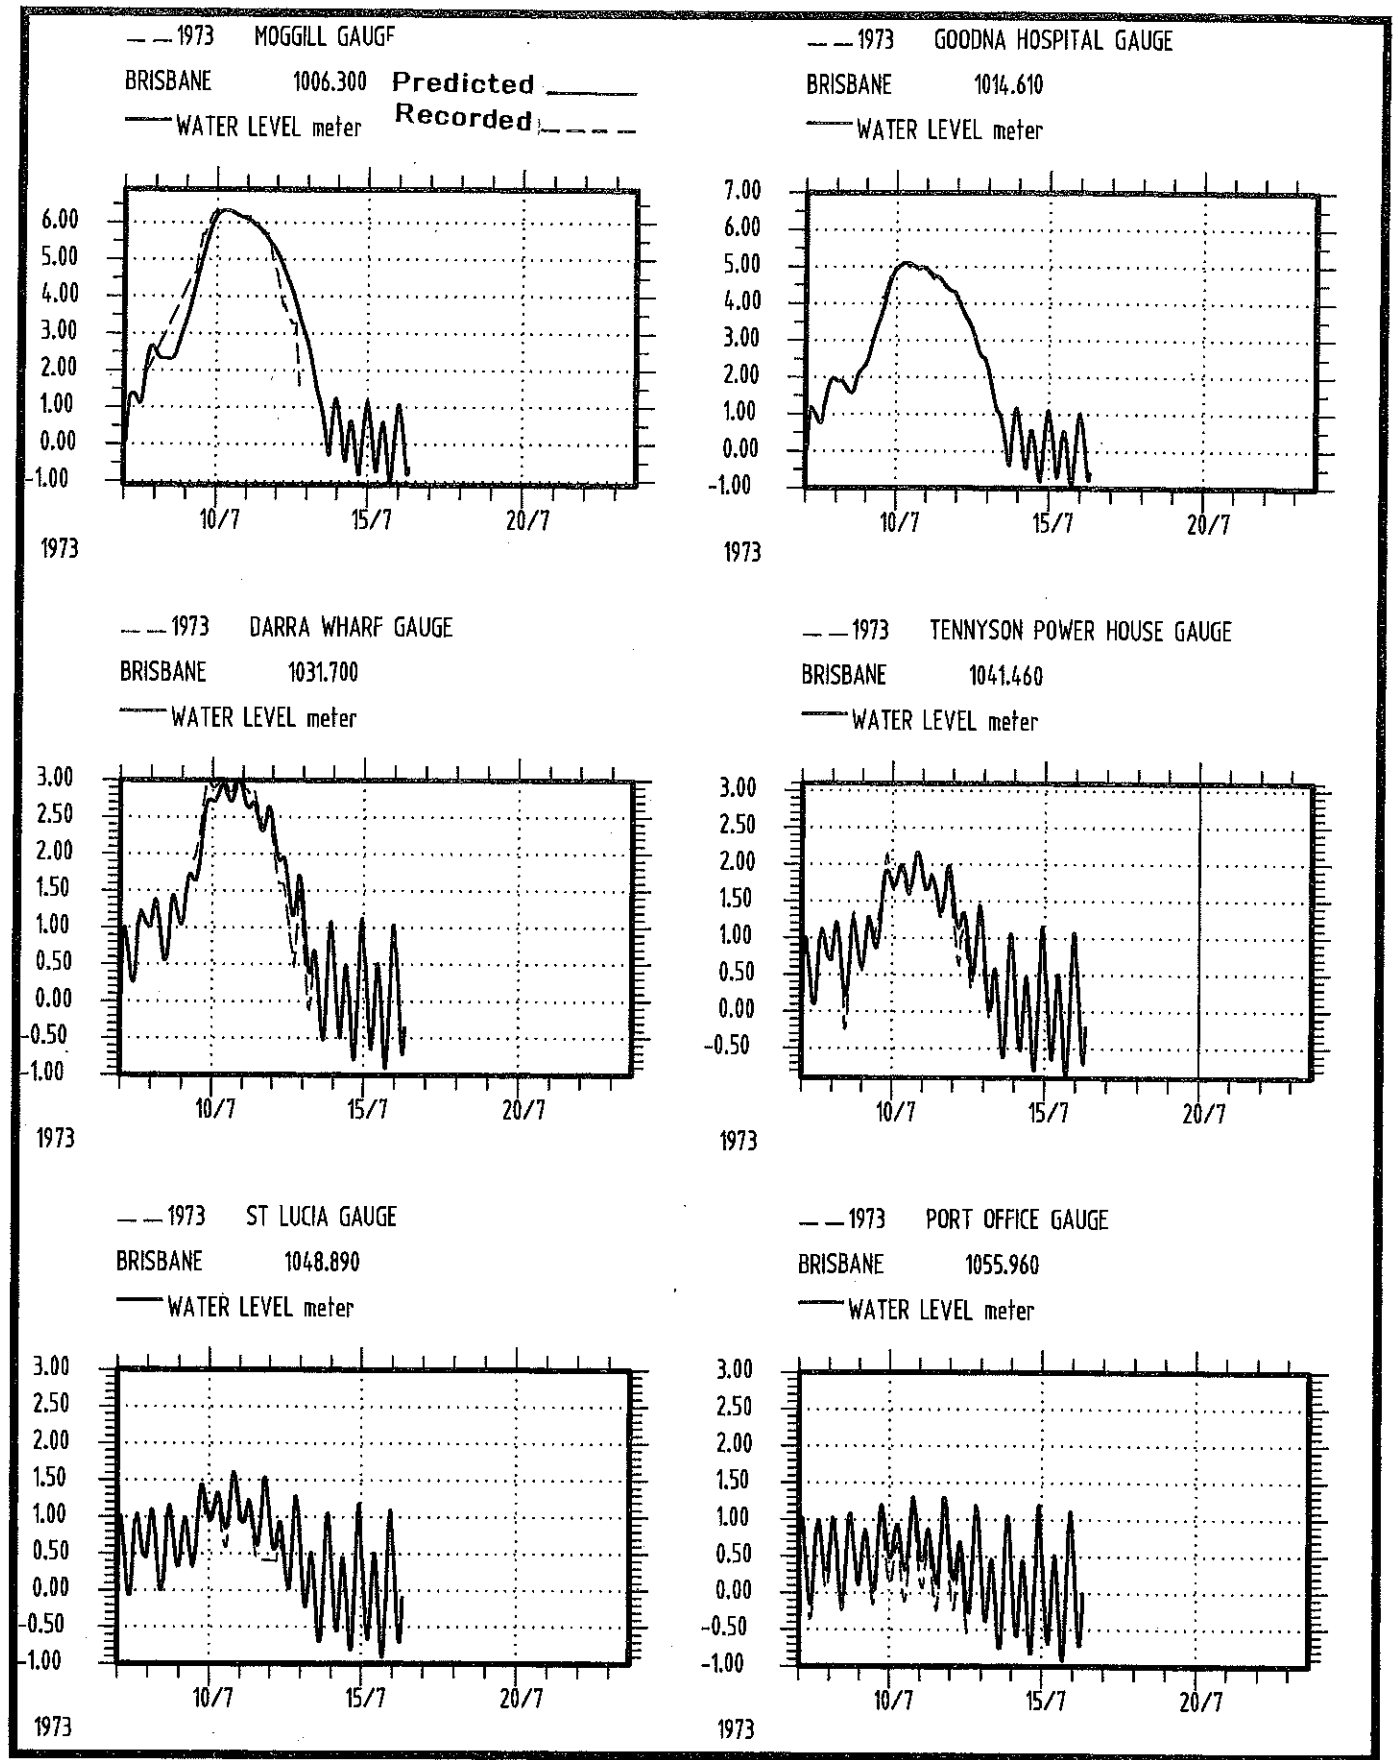 — — 1973 MOGGILL GAUGF
BRISBANE 1006.300 Predicted ______
WATER LEVEL meter Recorded _ _ _ _
6.00
5.00
4.00
3.00
2.00
1.00
0.00
-1.00
10/7 15/7 20/7
1973
— — 1973 GOODNA HOSPITAL GAUGE
BRISBANE 1014.610
WATER LEVEL meter
7.00
6.00
5.00
4.00
3.00
2.00
1.00
0.00
-1.00
10/7 15/7 20/7
1973
— — 1973 DARRA WHARF GAUGE
BRISBANE 1031.700
WATER LEVEL meter
3.00
2.50
2.00
1.50
1.00
0.50
0.00
-0.50
-1.00
10/7 15/7 20/7
1973
— — 1973 TENNYSON POWER HOUSE GAUGE
BRISBANE 1041.460
WATER LEVEL meter
3.00
2.50
2.00
1.50
1.00
0.50
0.00
-0.50
10/7 15/7 20/7
1973
— — 1973 ST LUCIA GAUGE
BRISBANE 1048.890
WATER LEVEL meter
3.00
2.50
2.00
1.50
1.00
0.50
0.00
-0.50
-1.00
10/7 15/7 20/7
1973
— — 1973 PORT OFFICE GAUGE
BRISBANE 1055.960
WATER LEVEL meter
3.00
2.50
2.00
1.50
1.00
0.50
0.00
-0.50
-1.00
10/7 15/7 20/7
1973